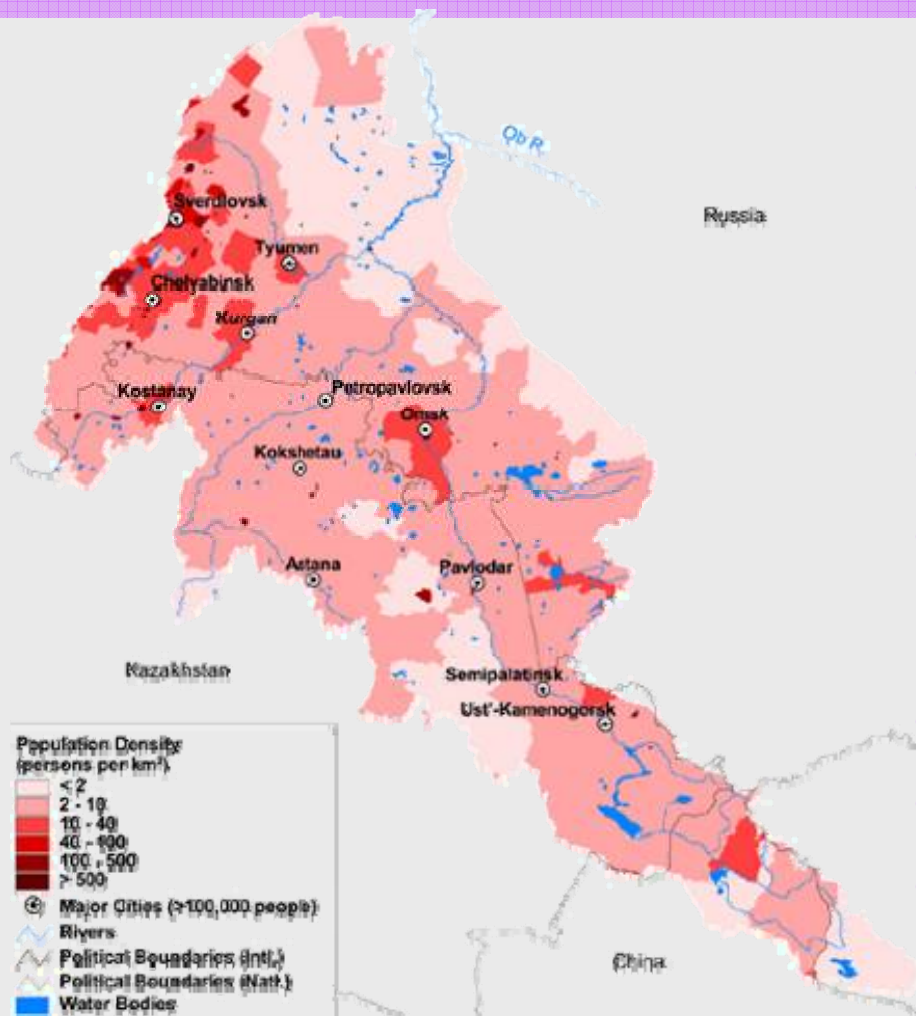 Ob R.
Russia
Sverdlovsk
Tyumen
Chelyabinsk
Kurgan
Kostanay
Petropavlovsk
Omsk
Kokshetau
Astana
Pavlodar
Kazakhstan
Semipalatinsk
Ust'-Kamenogorsk
China
Population Density
(persons per km²)
< 2
2 - 10
10 - 40
40 - 100
100 - 500
> 500
Major Cities (>100,000 people)
Rivers
Political Boundaries (Intl.)
Political Boundaries (Natl.)
Water Bodies